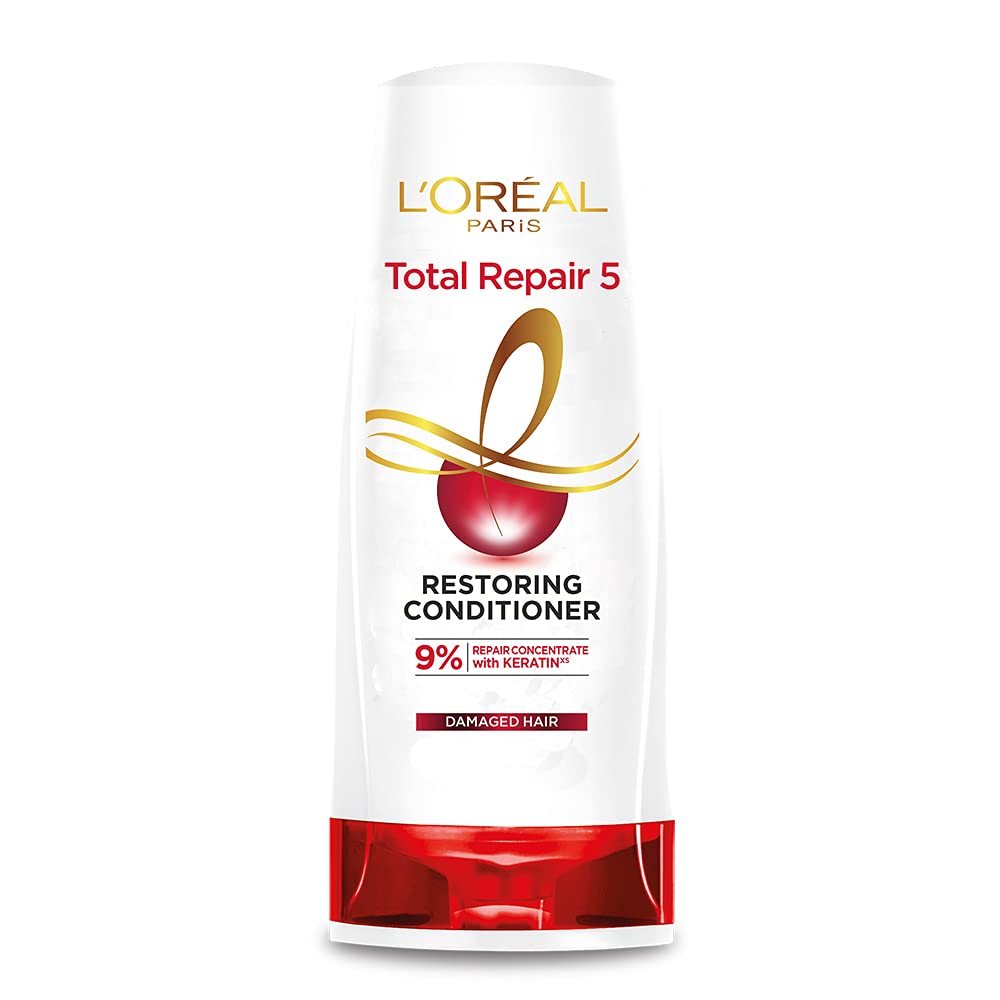 L'ORÉAL
PARiS
Total Repair 5
RESTORING
CONDITIONER
9% REPAIR CONCENTRATE
with KERATINXS
DAMAGED HAIR